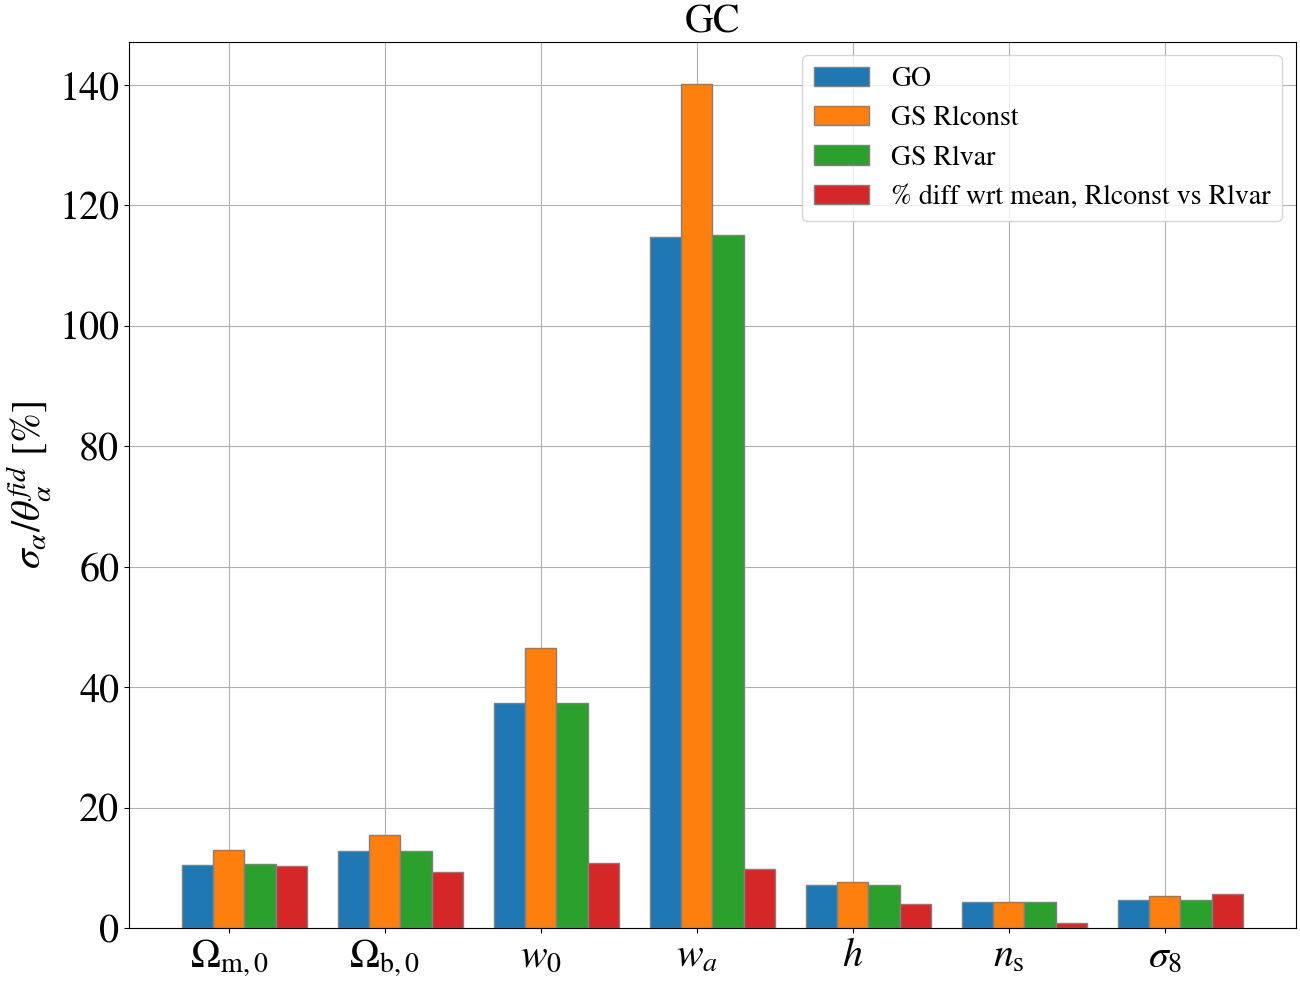 GC
GO
GS Rlconst
GS Rlvar
% diff wrt mean, Rlconst vs Rlvar
140
120
100
80
60
40
20
0
σα/θαfid [%]
Ωm,0 Ωb,0 w0 wa h ns σ8